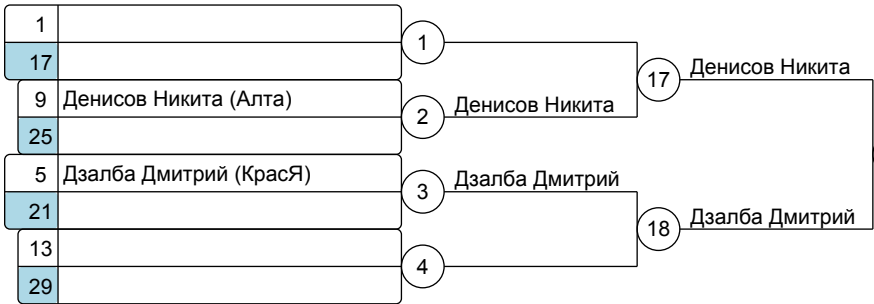 1
1
17
17 Денисов Никита
9 Денисов Никита (Алта)
2 Денисов Никита
25
5 Дзалба Дмитрий (КрасЯ)
3 Дзалба Дмитрий
21
18 Дзалба Дмитрий
13
4
29